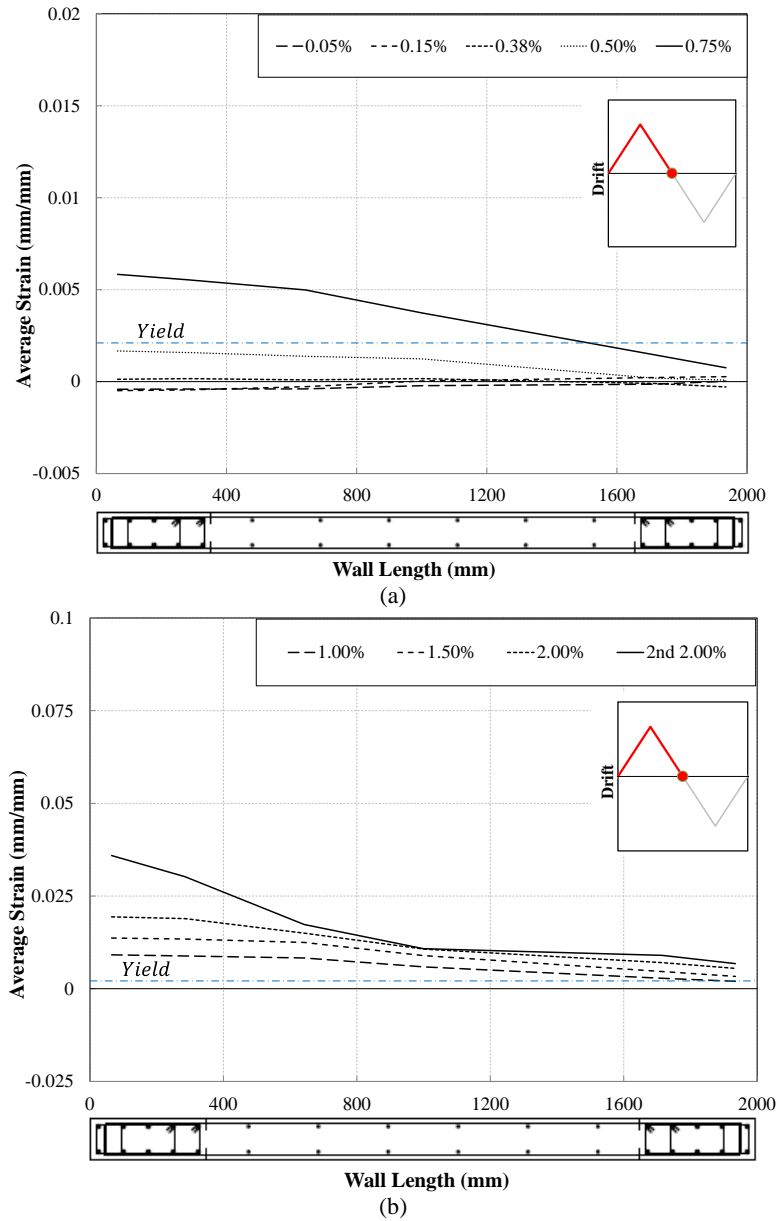 0.02
0.05% 0.15% 0.38% 0.50% 0.75%
0.015
Drift
0.01
Average Strain (mm/mm)
0.005
Yield
0
-0.005
0 400 800 1200 1600 2000
Wall Length (mm)
(a)
0.1
1.00% 1.50% 2.00% 2nd 2.00%
0.075
Drift
0.05
Average Strain (mm/mm)
0.025
Yield
0
-0.025
0 400 800 1200 1600 2000
Wall Length (mm)
(b)